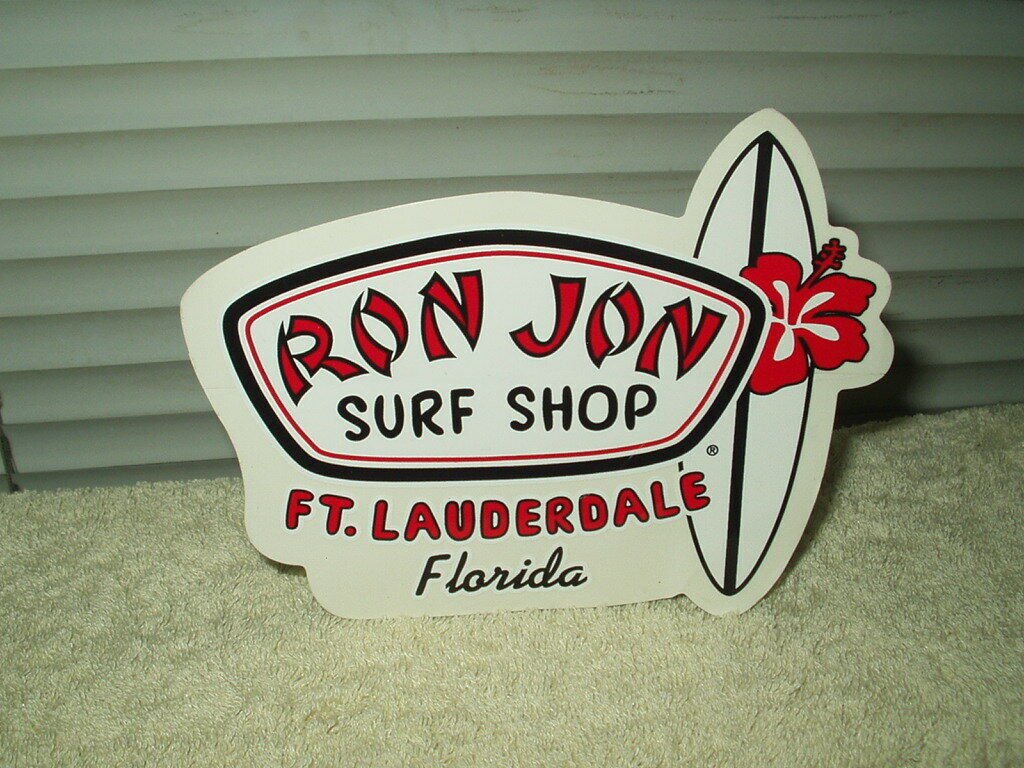 RON JON
SURF SHOP
®
FT. LAUDERDALE
Florida